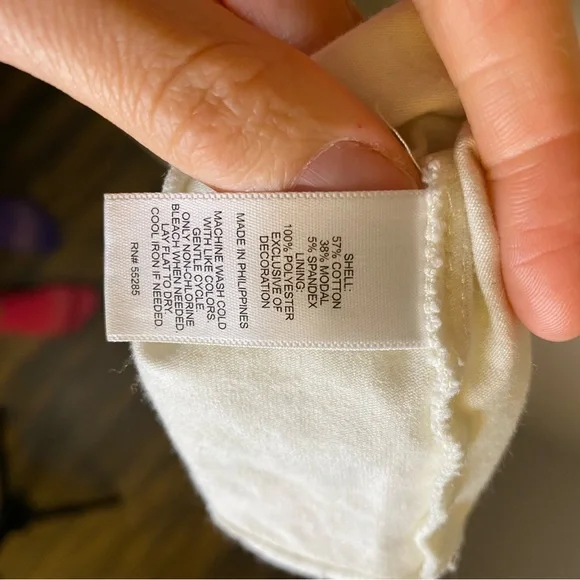 SHELL:
57% COTTON
38% MODAL
5% SPANDEX
LINING:
100% POLYESTER
EXCLUSIVE OF
DECORATION
MADE IN PHILIPPINES
MACHINE WASH COLD
WITH LIKE COLORS.
GENTLE CYCLE.
ONLY NON-CHLORINE
BLEACH WHEN NEEDED
LAY FLAT TO DRY.
COOL IRON IF NEEDED
RN# 55285